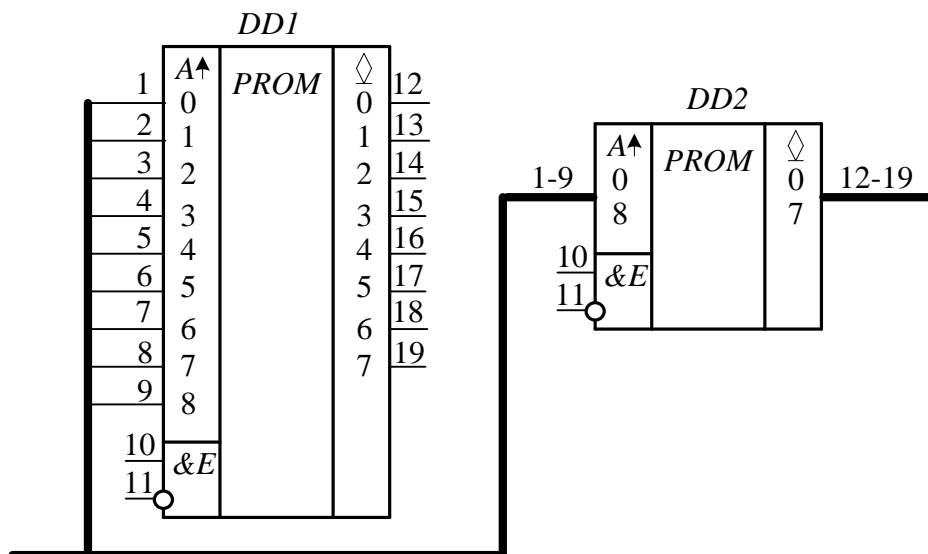 DD1
A PROM
1 0 0 12
2 1 1 13
3 2 2 14
4 3 3 15
5 4 4 16
6 5 5 17
7 6 6 18
8 7 7 19
9 8
10 &E
11
DD2
A PROM
1-9 0 0 12-19
8 7
10 &E
11